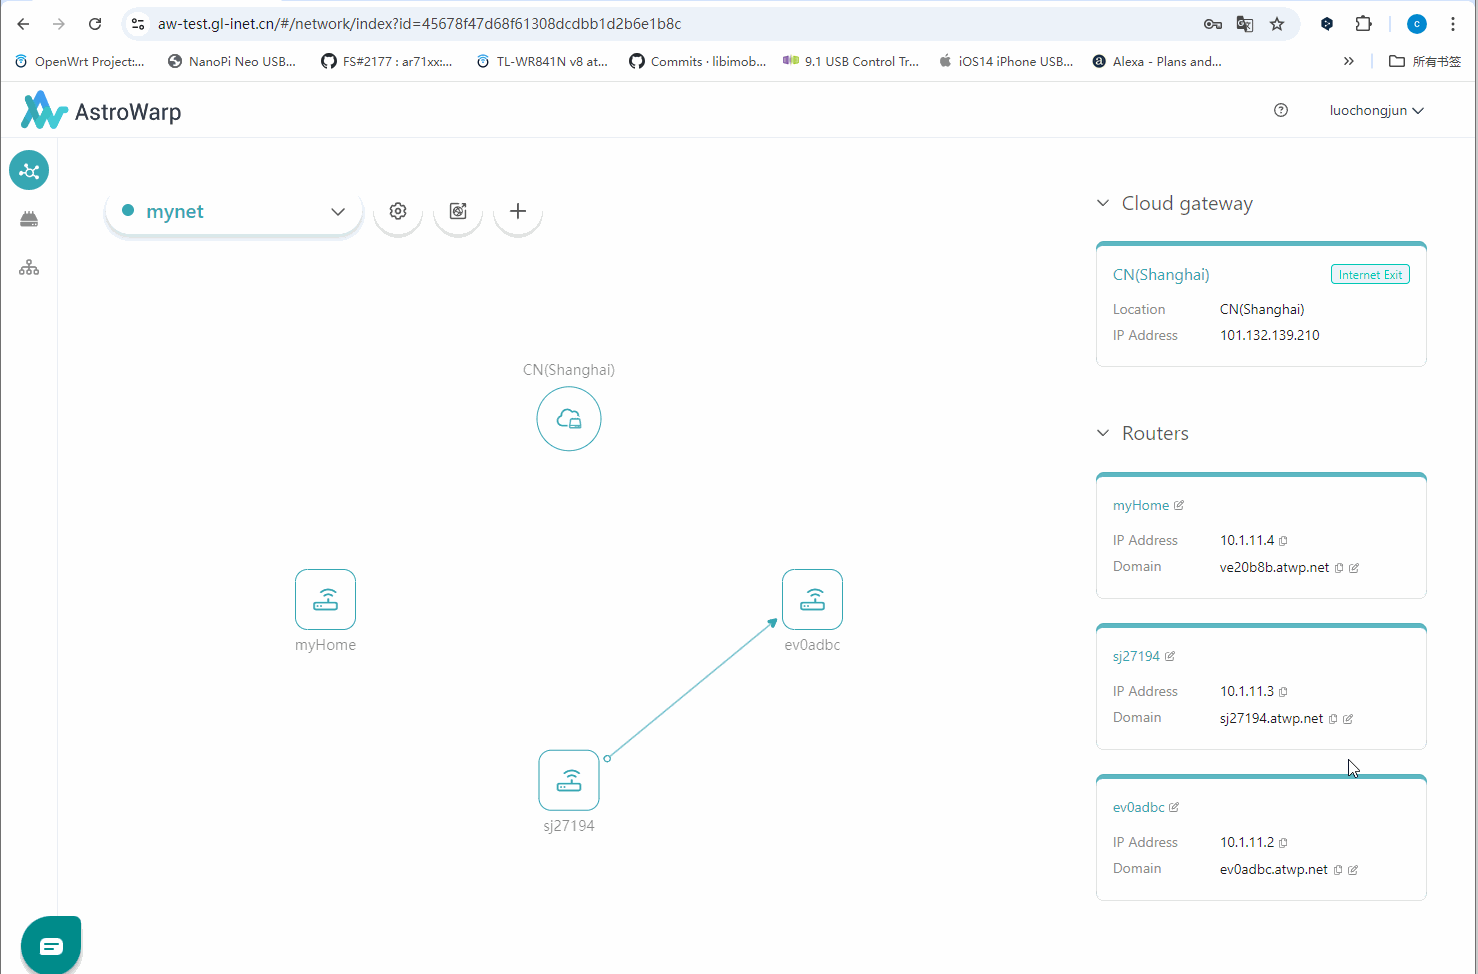 aw-test.gl-inet.cn/#/network/index?id=45678f47d68f61308dcdbb1d2b6e1b8c
c
OpenWrt Project:... NanoPi Neo USB... FS#2177 : ar71xx:... TL-WR841N v8 at... Commits · libimob... 9.1 USB Control Tr... iOS14 iPhone USB... Alexa - Plans and... 所有书签
AstroWarp
luochongjun
mynet
CN(Shanghai)
myHome
ev0adbc
sj27194
Cloud gateway
CN(Shanghai) Internet Exit
Location CN(Shanghai)
IP Address 101.132.139.210
Routers
myHome
IP Address 10.1.11.4
Domain ve20b8b.atwp.net
sj27194
IP Address 10.1.11.3
Domain sj27194.atwp.net
ev0adbc
IP Address 10.1.11.2
Domain ev0adbc.atwp.net